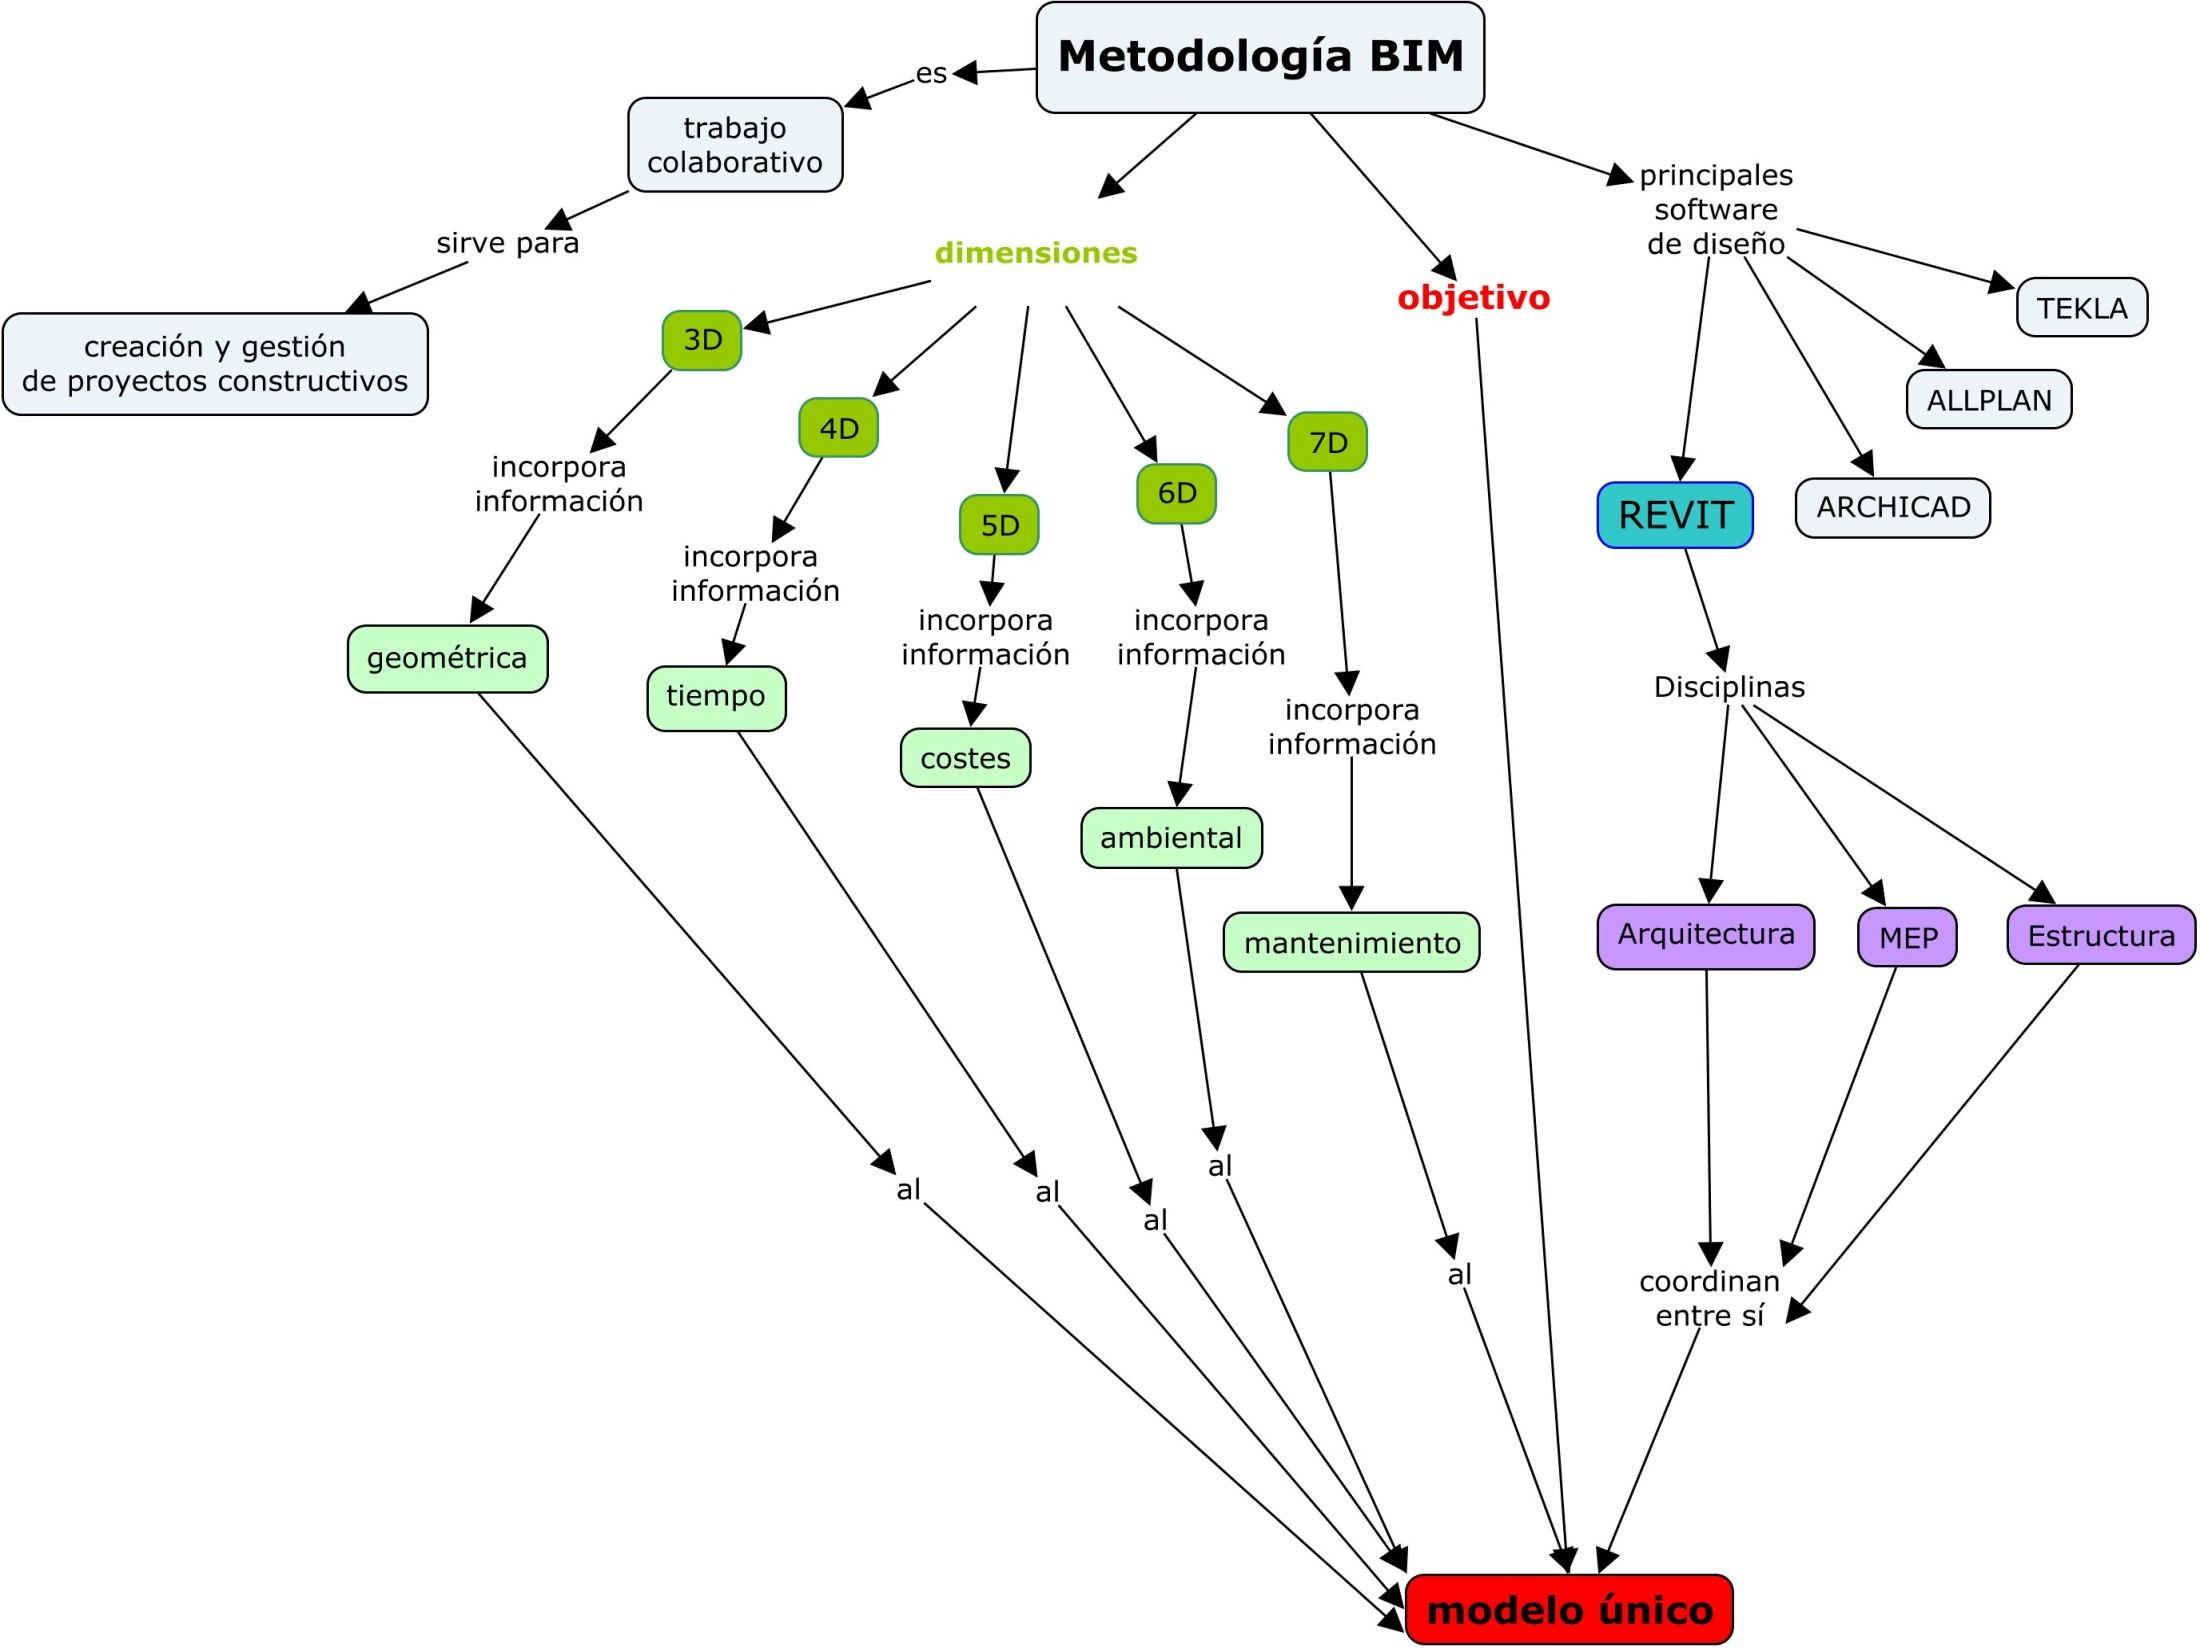 Metodología BIM
es
trabajo
colaborativo
sirve para
creación y gestión
de proyectos constructivos
dimensiones
3D
incorpora
información
geométrica
al
4D
incorpora
información
tiempo
al
5D
incorpora
información
costes
al
6D
incorpora
información
ambiental
al
7D
incorpora
información
mantenimiento
al
objetivo
principales
software
de diseño
TEKLA
ALLPLAN
ARCHICAD
REVIT
Disciplinas
Arquitectura
MEP
Estructura
coordinan
entre sí
modelo único